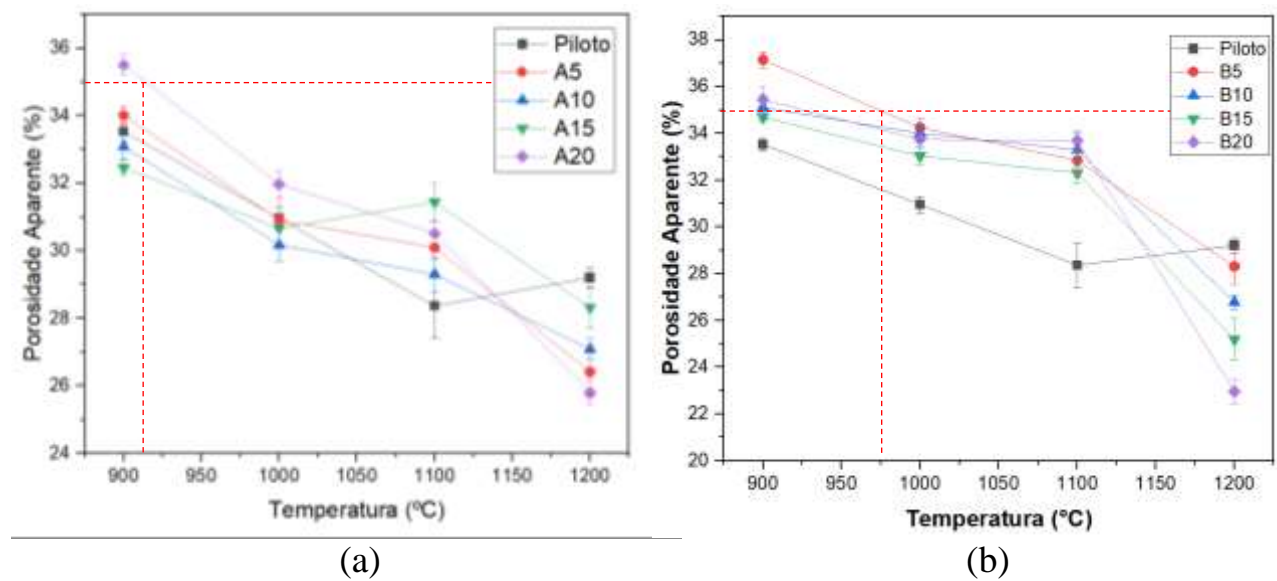 Porosidade Aparente (%)
36
34
32
30
28
26
24
Piloto
A5
A10
A15
A20
900 950 1000 1050 1100 1150 1200
Temperatura (ºC)
(a)
Porosidade Aparente (%)
38
36
34
32
30
28
26
24
22
20
Piloto
B5
B10
B15
B20
900 950 1000 1050 1100 1150 1200
Temperatura (ºC)
(b)